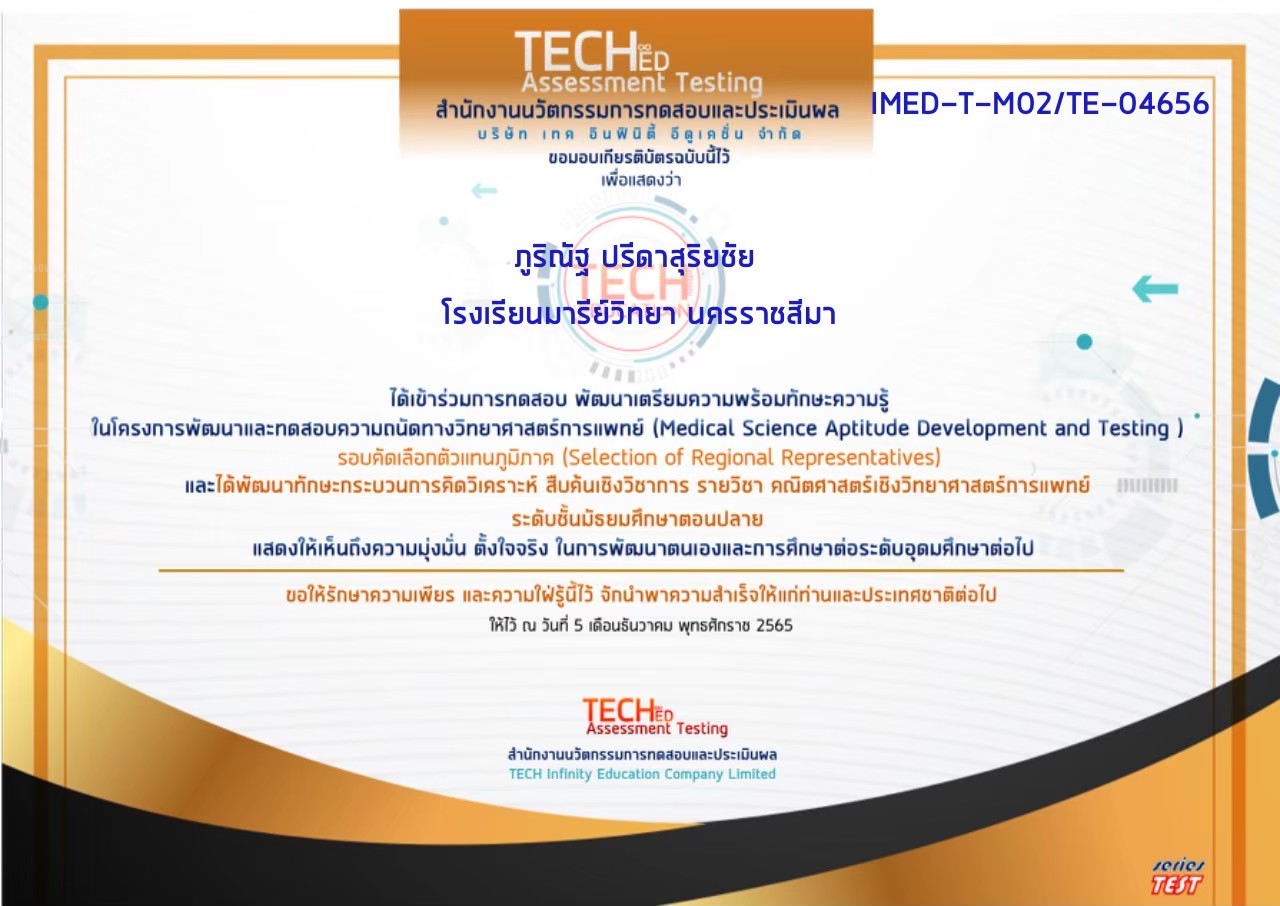 TECH∞ED
Assessment Testing
สำนักงานนวัตกรรมการทดสอบและประเมินผล
IMED-T-M02/TE-04656
บริษัท เทค อินฟินิตี้ อีดูเคชั่น จำกัด
ขอมอบเกียรติบัตรฉบับนี้ไว้
เพื่อแสดงว่า
ภูริณัฐ ปรีดาสุริยชัย
TECH
โรงเรียนมารีย์วิทยา นครราชสีมา
ได้เข้าร่วมการทดสอบ พัฒนาเตรียมความพร้อมทักษะความรู้
ในโครงการพัฒนาและทดสอบความถนัดทางวิทยาศาสตร์การแพทย์ (Medical Science Aptitude Development and Testing )
รอบคัดเลือกตัวแทนภูมิภาค (Selection of Regional Representatives)
และได้พัฒนาทักษะกระบวนการคิดวิเคราะห์ สืบค้นเชิงวิชาการ รายวิชา คณิตศาสตร์เชิงวิทยาศาสตร์การแพทย์
ระดับชั้นมัธยมศึกษาตอนปลาย
แสดงให้เห็นถึงความมุ่งมั่น ตั้งใจจริง ในการพัฒนาตนเองและการศึกษาต่อระดับอุดมศึกษาต่อไป
ขอให้รักษาความเพียร และความใฝ่รู้นี้ไว้ จักนำพาความสำเร็จให้แก่ท่านและประเทศชาติต่อไป
ให้ไว้ ณ วันที่ 5 เดือนธันวาคม พุทธศักราช 2565
TECH∞ED
Assessment Testing
สำนักงานนวัตกรรมการทดสอบและประเมินผล
TECH Infinity Education Company Limited
series
TEST